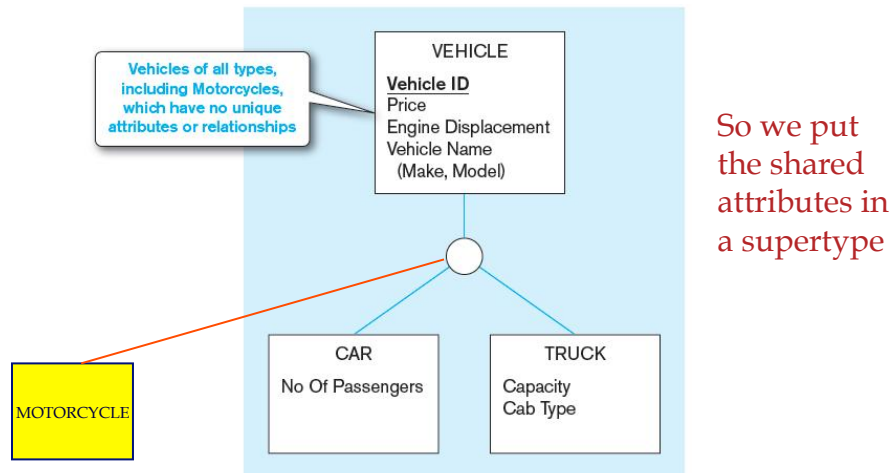 VEHICLE
Vehicles of all types,
including Motorcycles,
which have no unique
attributes or relationships
Vehicle ID
Price
Engine Displacement
Vehicle Name
(Make, Model)
So we put
the shared
attributes in
a supertype
CAR
No Of Passengers
TRUCK
Capacity
Cab Type
MOTORCYCLE